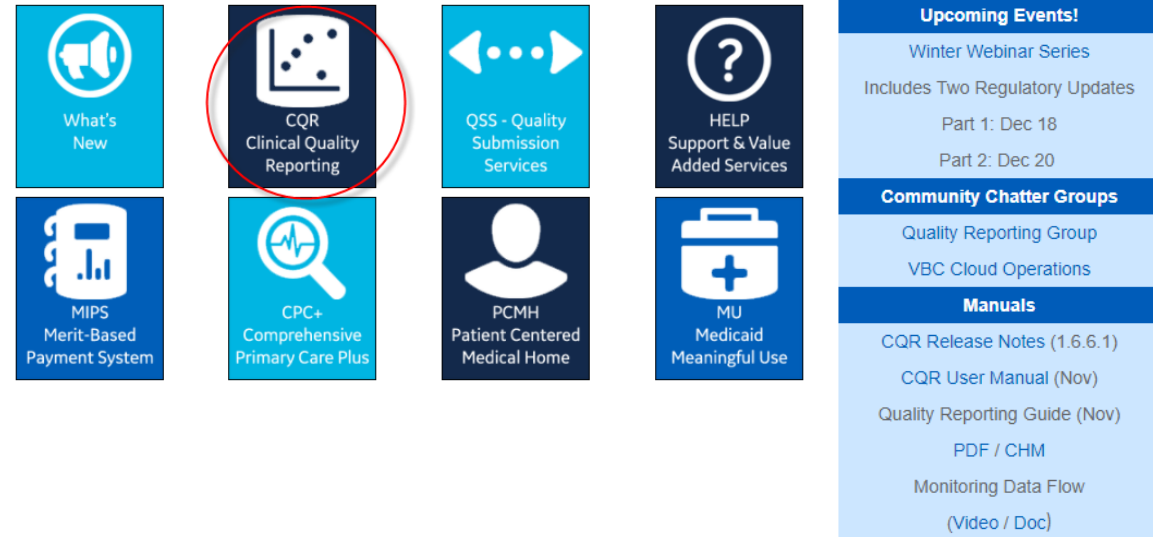 What's
New
CQR
Clinical Quality
Reporting
QSS - Quality
Submission
Services
HELP
Support & Value
Added Services
MIPS
Merit-Based
Payment System
CPC+
Comprehensive
Primary Care Plus
PCMH
Patient Centered
Medical Home
MU
Medicaid
Meaningful Use
Upcoming Events!
Winter Webinar Series
Includes Two Regulatory Updates
Part 1: Dec 18
Part 2: Dec 20
Community Chatter Groups
Quality Reporting Group
VBC Cloud Operations
Manuals
CQR Release Notes (1.6.6.1)
CQR User Manual (Nov)
Quality Reporting Guide (Nov)
PDF / CHM
Monitoring Data Flow
(Video / Doc)